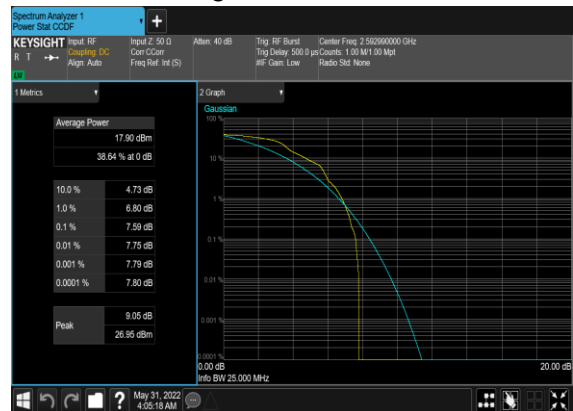 Spectrum Analyzer 1
Power Stat CCDF
KEYSIGHT
R T
LU
Input: RF
Coupling: DC
Align: Auto
Input Z: 50 Ω
Corr CCorr
Freq Ref: Int (S)
Atten: 40 dB
Trig: RF Burst
Trig Delay: 500.0 µs
#IF Gain: Low
Center Freq: 2.592990000 GHz
Counts: 1.00 M/1.00 Mpt
Radio Std: None
1 Metrics
Average Power
17.90 dBm
38.64 % at 0 dB
10.0 % 4.73 dB
1.0 % 6.80 dB
0.1 % 7.59 dB
0.01 % 7.75 dB
0.001 % 7.79 dB
0.0001 % 7.80 dB
Peak
9.05 dB
26.95 dBm
2 Graph
Gaussian
100 %
10 %
1 %
0.1 %
0.01 %
0.001 %
0.0001 %
0.00 dB 20.00 dB
Info BW 25.000 MHz
?
May 31, 2022
4:05:18 AM